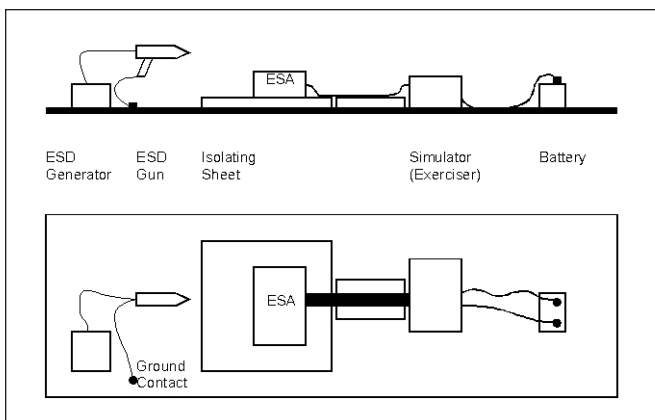 ESA
ESD Generator
ESD Gun
Isolating Sheet
Simulator (Exerciser)
Battery
ESA
Ground Contact